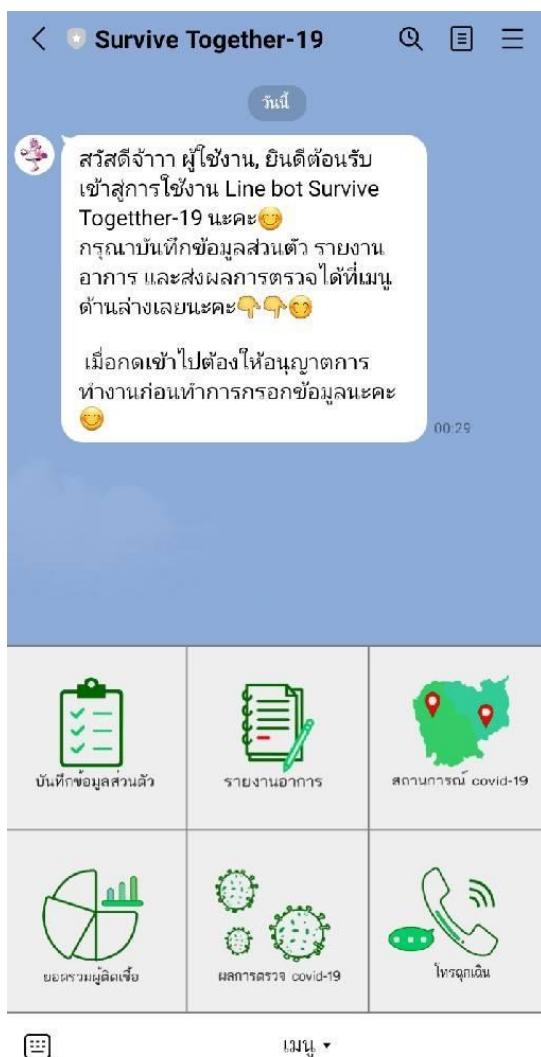 Survive Together-19
วันนี้
สวัสดีจ้าาา ผู้ใช้งาน, ยินดีต้อนรับ
เข้าสู่การใช้งาน Line bot Survive
Togetther-19 นะคะ😊
กรุณาบันทึกข้อมูลส่วนตัว รายงาน
อาการ และส่งผลการตรวจได้ที่เมนู
ด้านล่างเลยนะคะ👇👇😊
เมื่อกดเข้าไปต้องให้อนุญาตการ
ทำงานก่อนทำการกรอกข้อมูลนะคะ
😊
00:29
บันทึกข้อมูลส่วนตัว
รายงานอาการ
สถานการณ์ covid-19
ยอดรวมผู้ติดเชื้อ
ผลการตรวจ covid-19
โทรฉุกเฉิน
เมนู ▾